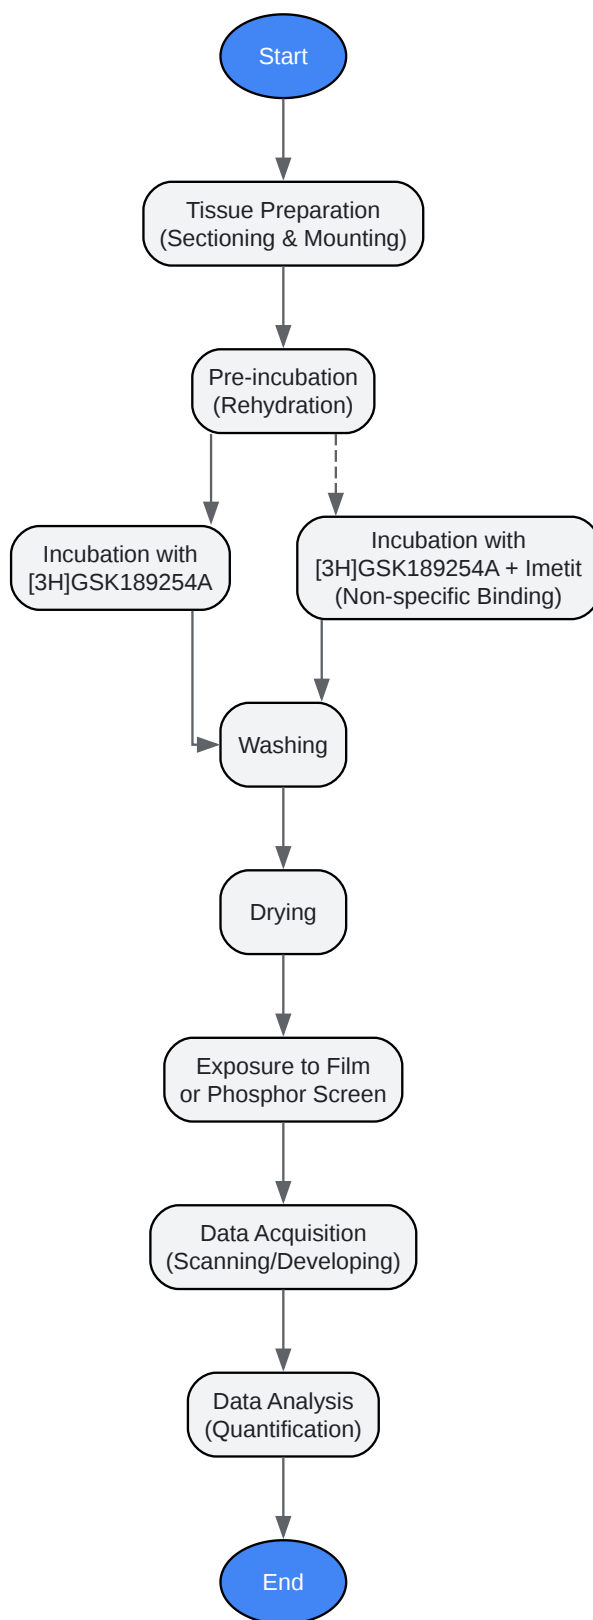 Start
Tissue Preparation
(Sectioning & Mounting)
Pre-incubation
(Rehydration)
Incubation with
[3H]GSK189254A
Incubation with
[3H]GSK189254A + Imetit
(Non-specific Binding)
Washing
Drying
Exposure to Film
or Phosphor Screen
Data Acquisition
(Scanning/Developing)
Data Analysis
(Quantification)
End